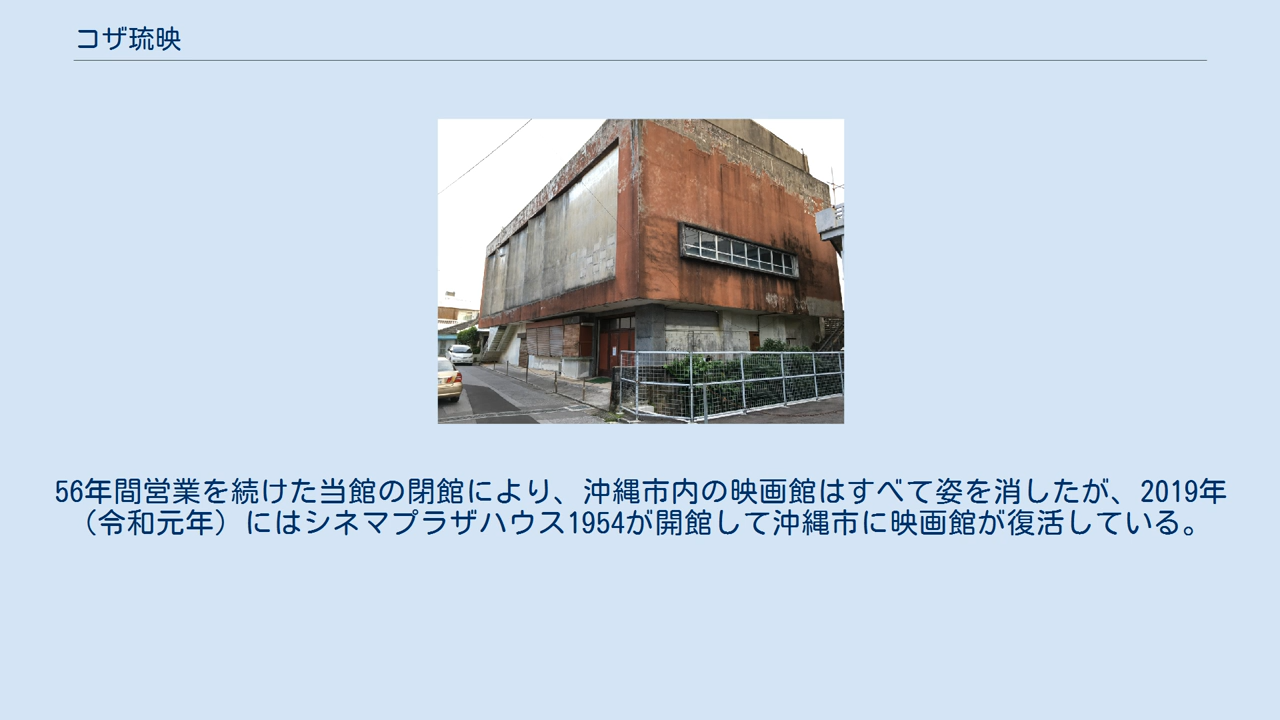 コザ琉映
56年間営業を続けた当館の閉館により、沖縄市内の映画館はすべて姿を消したが、2019年
（令和元年）にはシネマプラザハウス1954が開館して沖縄市に映画館が復活している。